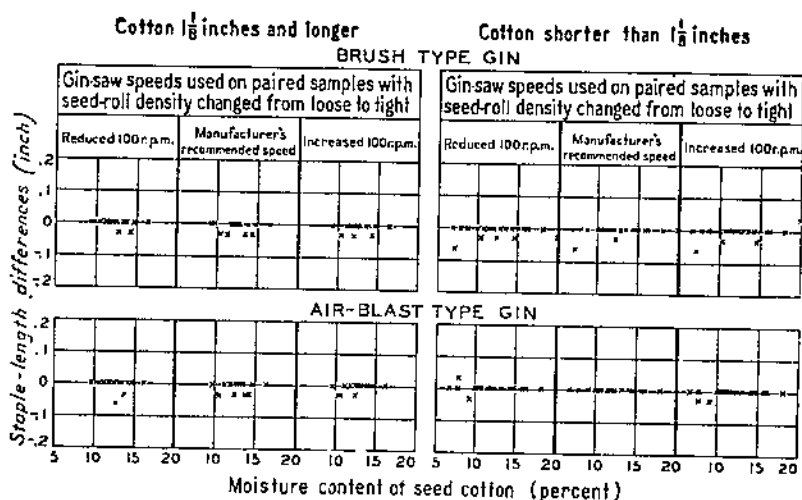 Cotton 1 1/8 inches and longer
Cotton shorter than 1 1/8 inches
BRUSH TYPE GIN
Gin-saw speeds used on paired samples with
seed-roll density changed from loose to tight
Gin-saw speeds used on paired samples with
seed-roll density changed from loose to tight
Reduced 100 r.p.m.
Manufacturer's
recommended speed
Increased 100 r.p.m.
Reduced 100 r.p.m.
Manufacturer's
recommended speed
Increased 100 r.p.m.
Staple-length differences (inch)
.2
.1
0
-.1
-.2
AIR-BLAST TYPE GIN
.2
.1
0
-.1
-.2
5 10 15 20 10 15 20 10 15 20 5 10 15 20 10 15 20 10 15 20
Moisture content of seed cotton (percent)